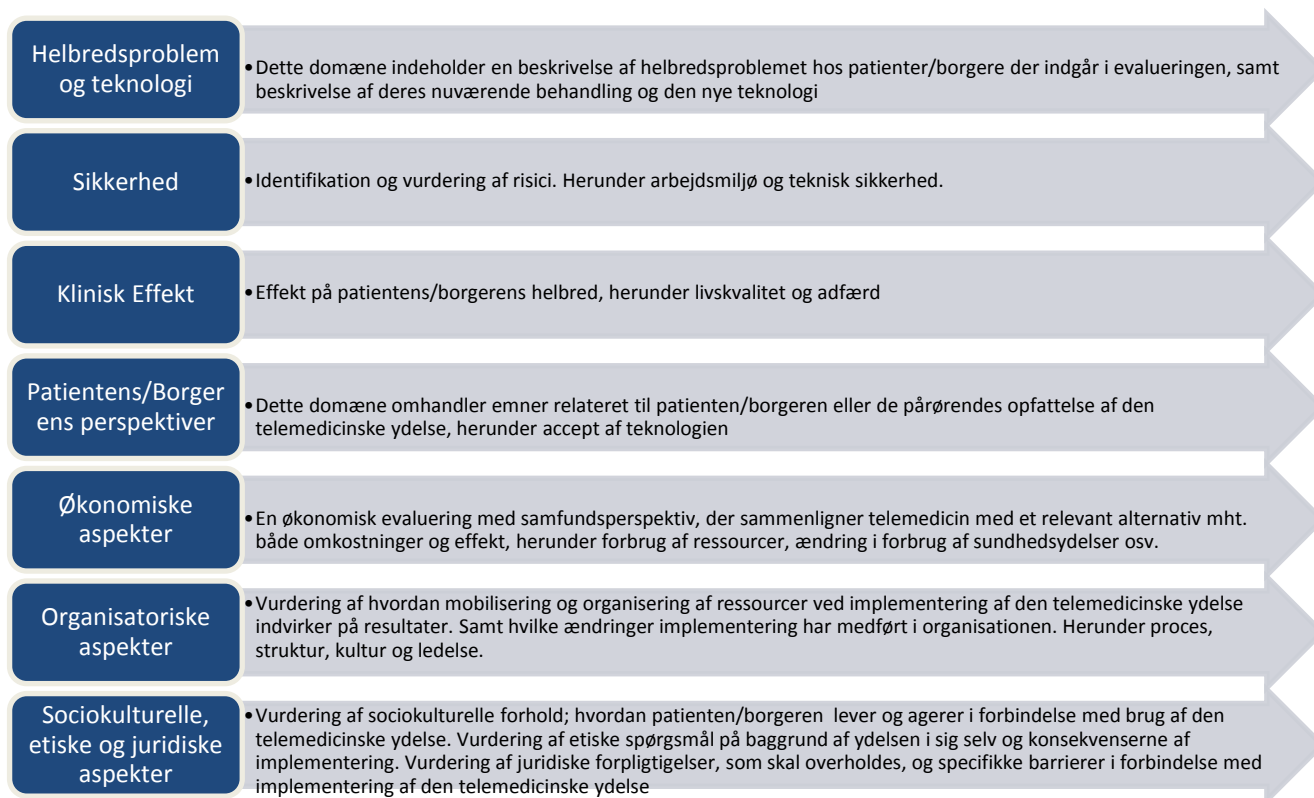 Helbredsproblem
og teknologi
•Dette domæne indeholder en beskrivelse af helbredsproblemet hos patienter/borgere der indgår i evalueringen, samt
beskrivelse af deres nuværende behandling og den nye teknologi
Sikkerhed
•Identifikation og vurdering af risici. Herunder arbejdsmiljø og teknisk sikkerhed.
Klinisk Effekt
•Effekt på patientens/borgerens helbred, herunder livskvalitet og adfærd
Patientens/Borger
ens perspektiver
•Dette domæne omhandler emner relateret til patienten/borgeren eller de pårørendes opfattelse af den
telemedicinske ydelse, herunder accept af teknologien
Økonomiske
aspekter
•En økonomisk evaluering med samfundsperspektiv, der sammenligner telemedicin med et relevant alternativ mht.
både omkostninger og effekt, herunder forbrug af ressourcer, ændring i forbrug af sundhedsydelser osv.
Organisatoriske
aspekter
•Vurdering af hvordan mobilisering og organisering af ressourcer ved implementering af den telemedicinske ydelse
indvirker på resultater. Samt hvilke ændringer implementering har medført i organisationen. Herunder proces,
struktur, kultur og ledelse.
Sociokulturelle,
etiske og juridiske
aspekter
•Vurdering af sociokulturelle forhold; hvordan patienten/borgeren lever og agerer i forbindelse med brug af den
telemedicinske ydelse. Vurdering af etiske spørgsmål på baggrund af ydelsen i sig selv og konsekvenserne af
implementering. Vurdering af juridiske forpligtigelser, som skal overholdes, og specifikke barrierer i forbindelse med
implementering af den telemedicinske ydelse